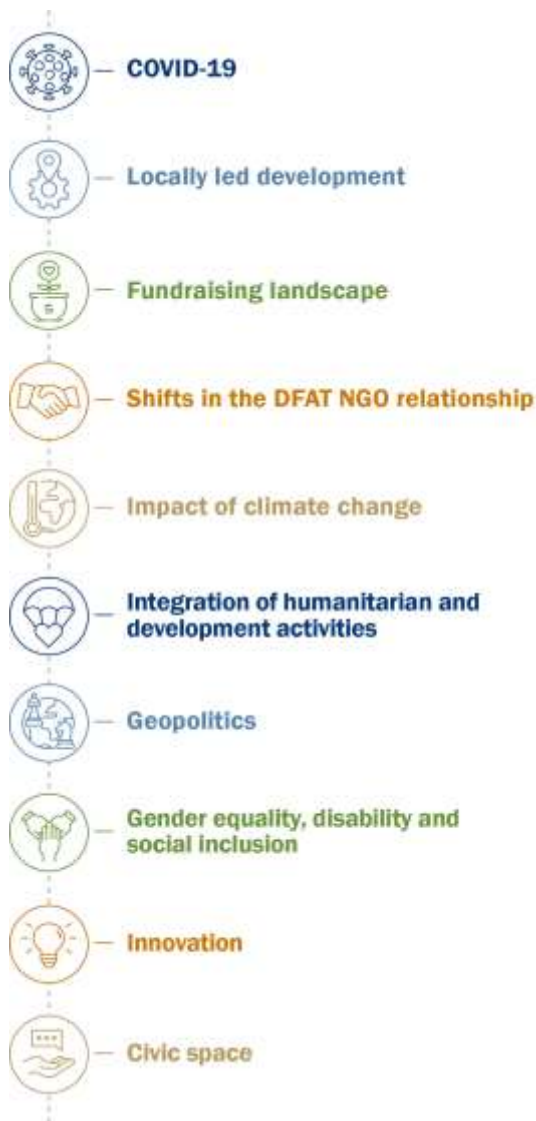 COVID-19
Locally led development
Fundraising landscape
$
Shifts in the DFAT NGO relationship
Impact of climate change
Integration of humanitarian and
development activities
Geopolitics
Gender equality, disability and
social inclusion
Innovation
Civic space